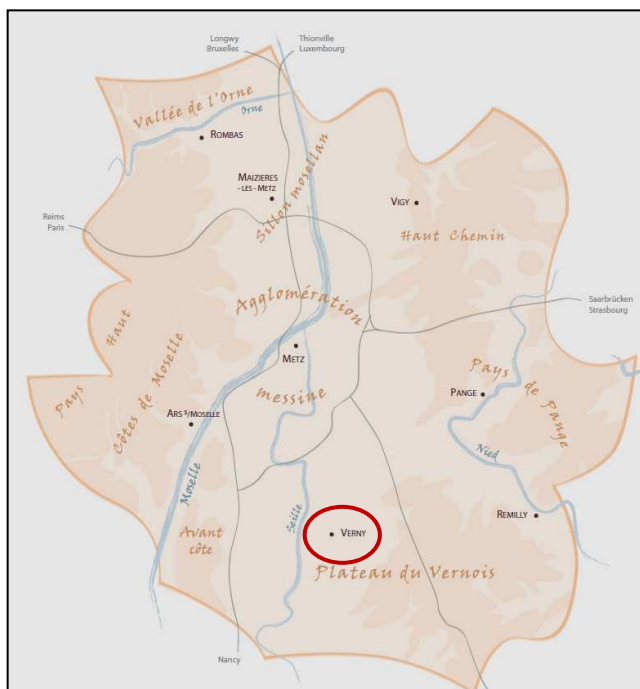 Longwy
Bruxelles
Thionville
Luxembourg
Vallée de l'Orne
Orne
ROMBAS
MAIZIERES
-LES-METZ
Sillon mosellan
VIGY
Haut Chemin
Reims
Paris
Agglomération
messine
Saarbrücken
Strasbourg
Pays Haut
Côtes de Moselle
METZ
PANGE
Pays de Pange
ARS S/MOSELLE
Moselle
Nied
Seille
REMILLY
Avant
côte
VERNY
Plateau du Vernois
Nancy